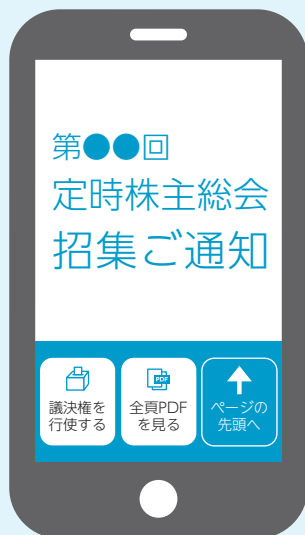 第●●回
定時株主総会
招集ご通知
議決権を
行使する
PDF
全頁PDF
を見る
ページの
先頭へ